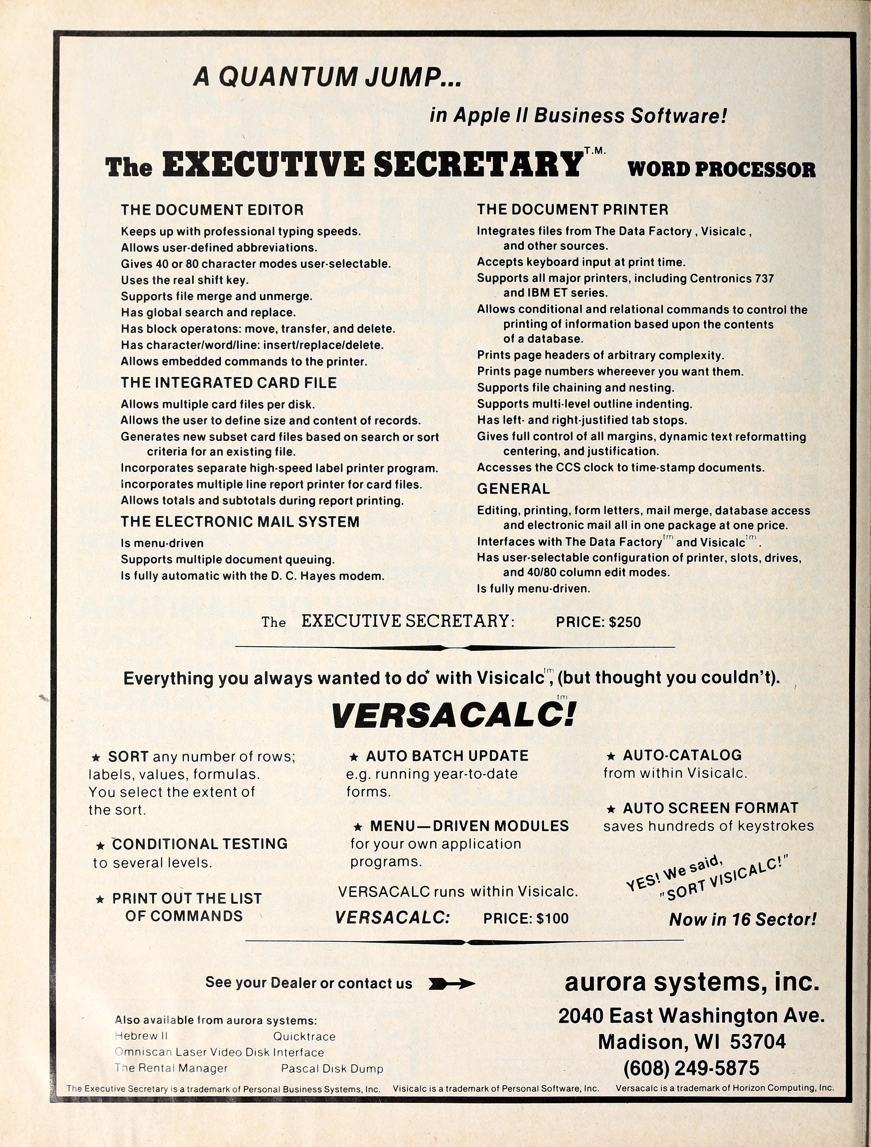 A QUANTUM JUMP...
in Apple II Business Software!
The EXECUTIVE SECRETARY T.M. WORD PROCESSOR
THE DOCUMENT EDITOR
Keeps up with professional typing speeds.
Allows user-defined abbreviations.
Gives 40 or 80 character modes user-selectable.
Uses the real shift key.
Supports file merge and unmerge.
Has global search and replace.
Has block operatons: move, transfer, and delete.
Has character/word/line: insert/replace/delete.
Allows embedded commands to the printer.
THE INTEGRATED CARD FILE
Allows multiple card files per disk.
Allows the user to define size and content of records.
Generates new subset card files based on search or sort
criteria for an existing file.
Incorporates separate high-speed label printer program.
Incorporates multiple line report printer for card files.
Allows totals and subtotals during report printing.
THE ELECTRONIC MAIL SYSTEM
Is menu-driven
Supports multiple document queuing.
Is fully automatic with the D. C. Hayes modem.
THE DOCUMENT PRINTER
Integrates files from The Data Factory , Visicalc ,
and other sources.
Accepts keyboard input at print time.
Supports all major printers, including Centronics 737
and IBM ET series.
Allows conditional and relational commands to control the
printing of information based upon the contents
of a database.
Prints page headers of arbitrary complexity.
Prints page numbers whereever you want them.
Supports file chaining and nesting.
Supports multi-level outline indenting.
Has left- and right-justified tab stops.
Gives full control of all margins, dynamic text reformatting
centering, and justification.
Accesses the CCS clock to time-stamp documents.
GENERAL
Editing, printing, form letters, mail merge, database access
and electronic mail all in one package at one price.
Interfaces with The Data Factory tm and Visicalc tm .
Has user-selectable configuration of printer, slots, drives,
and 40/80 column edit modes.
Is fully menu-driven.
The EXECUTIVE SECRETARY: PRICE: $250
Everything you always wanted to do* with Visicalc tm, (but thought you couldn't).
VERSACALC! tm
★ SORT any number of rows;
labels, values, formulas.
You select the extent of
the sort.
★ CONDITIONAL TESTING
to several levels.
★ PRINT OUT THE LIST
OF COMMANDS
★ AUTO BATCH UPDATE
e.g. running year-to-date
forms.
★ MENU—DRIVEN MODULES
for your own application
programs.
VERSACALC runs within Visicalc.
VERSACALC: PRICE: $100
★ AUTO-CATALOG
from within Visicalc.
★ AUTO SCREEN FORMAT
saves hundreds of keystrokes
YES! We said,
"SORT VISICALC!"
Now in 16 Sector!
See your Dealer or contact us
aurora systems, inc.
2040 East Washington Ave.
Madison, WI 53704
(608) 249-5875
Also available from aurora systems:
Hebrew II Quicktrace
Omniscan Laser Video Disk Interface
The Rental Manager Pascal Disk Dump
The Executive Secretary is a trademark of Personal Business Systems, Inc. Visicalc is a trademark of Personal Software, Inc. Versacalc is a trademark of Horizon Computing, Inc.